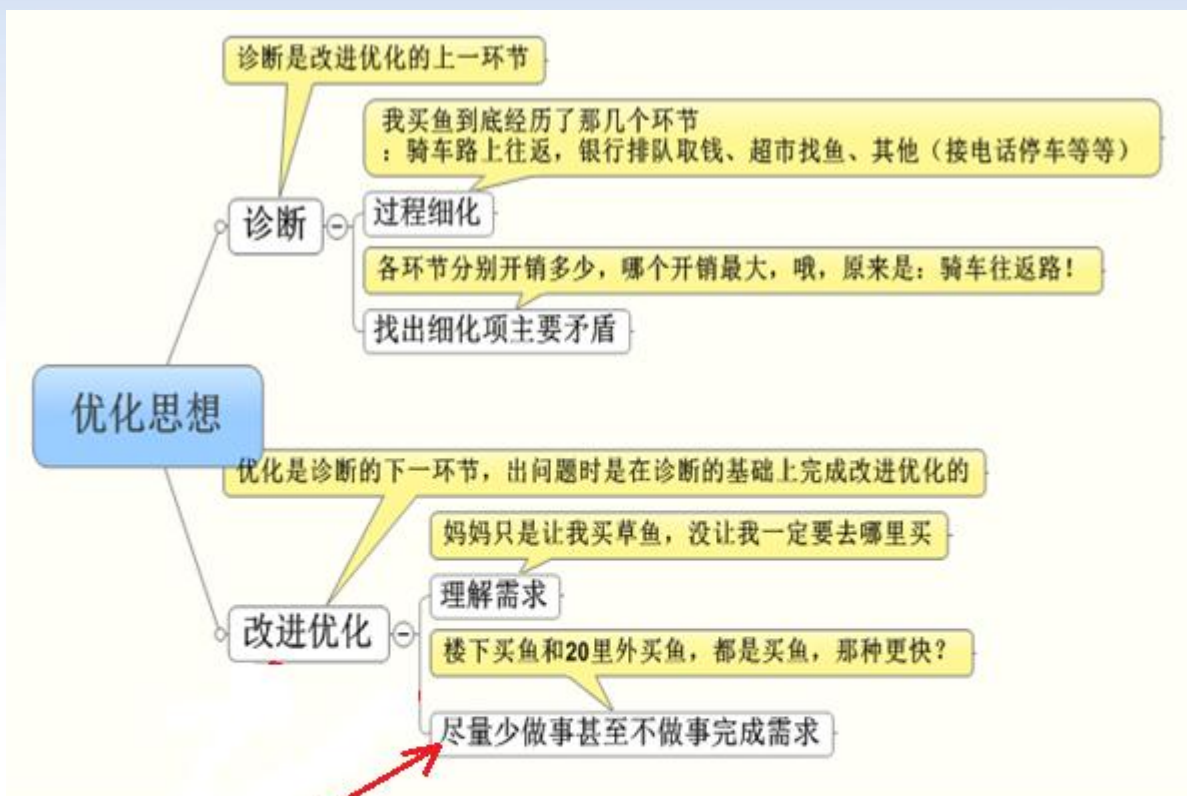 诊断是改进优化的上一环节
我买鱼到底经历了那几个环节
：骑车路上往返，银行排队取钱、超市找鱼、其他（接电话停车等等）
诊断
过程细化
各环节分别开销多少，哪个开销最大，哦，原来是：骑车往返路！
找出细化项主要矛盾
优化思想
优化是诊断的下一环节，出问题时是在诊断的基础上完成改进优化的
妈妈只是让我买草鱼，没让我一定要去哪里买
理解需求
改进优化
楼下买鱼和20里外买鱼，都是买鱼，那种更快？
尽量少做事甚至不做事完成需求